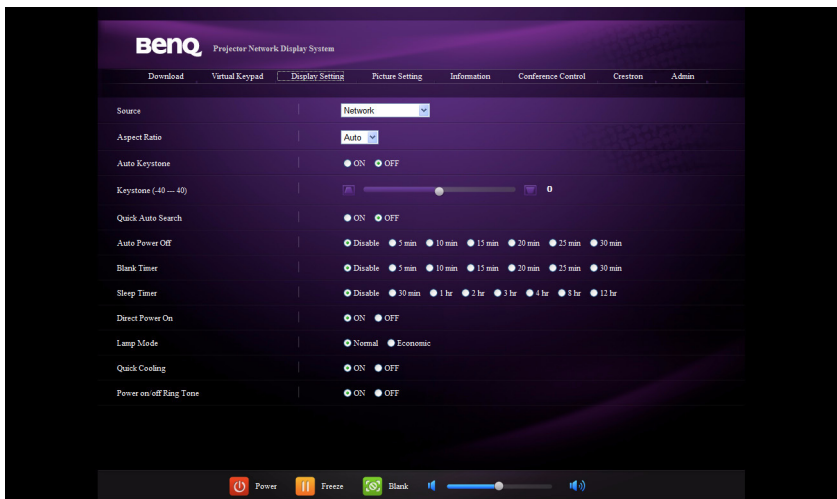 BenQ Projector Network Display System
Download Virtual Keypad Display Setting Picture Setting Information Conference Control Crestron Admin
Source Network
Aspect Ratio Auto
Auto Keystone ON OFF
Keystone (-40 --- 40) 0
Quick Auto Search ON OFF
Auto Power Off Disable 5 min 10 min 15 min 20 min 25 min 30 min
Blank Timer Disable 5 min 10 min 15 min 20 min 25 min 30 min
Sleep Timer Disable 30 min 1 hr 2 hr 3 hr 4 hr 8 hr 12 hr
Direct Power On ON OFF
Lamp Mode Normal Economic
Quick Cooling ON OFF
Power on/off Ring Tone ON OFF
Power Freeze Blank